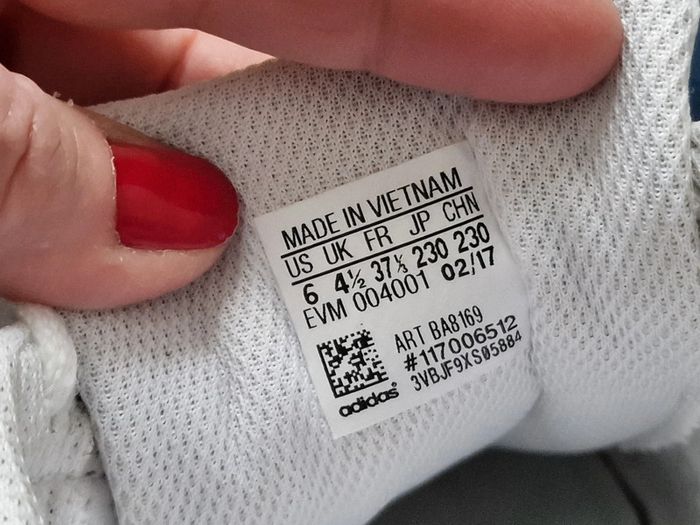 MADE IN VIETNAM
US UK FR JP CHN
6 4½ 37⅓ 230 230
EVM 004001 02/17
ART BA8169
#117006512
3VBJF9XS05884
adidas®